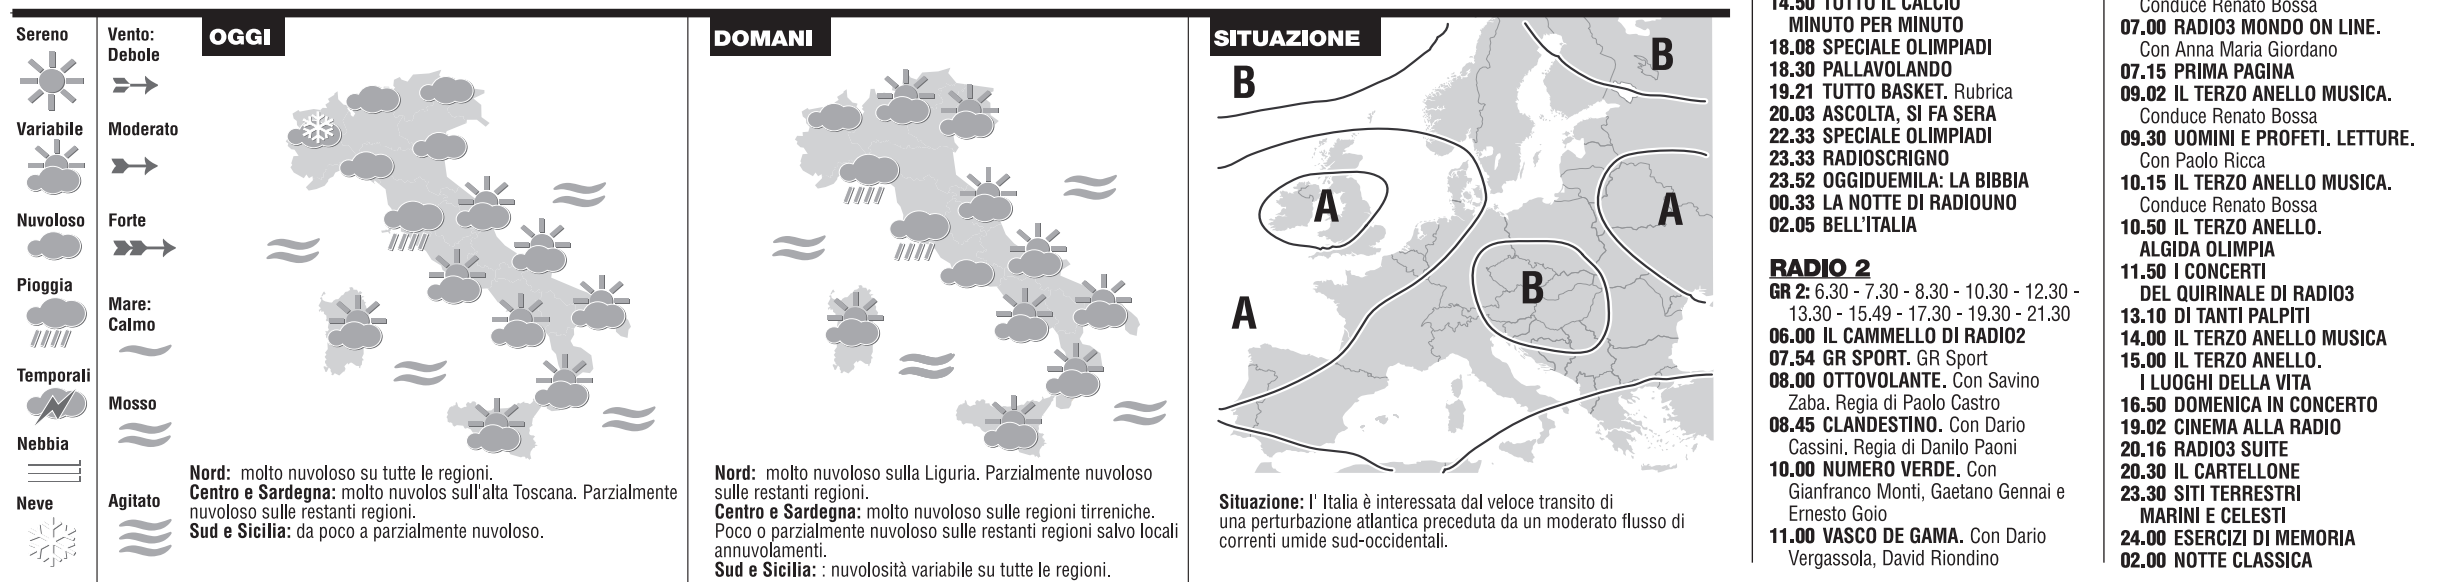 Sereno
Variabile
Nuvoloso
Pioggia
Temporali
Nebbia
Neve
Vento:
Debole
Moderato
Forte
Mare:
Calmo
Mosso
Agitato
OGGI
Nord: molto nuvoloso su tutte le regioni.
Centro e Sardegna: molto nuvolos sull'alta Toscana. Parzialmente
nuvoloso sulle restanti regioni.
Sud e Sicilia: da poco a parzialmente nuvoloso.
DOMANI
Nord: molto nuvoloso sulla Liguria. Parzialmente nuvoloso
sulle restanti regioni.
Centro e Sardegna: molto nuvoloso sulle regioni tirreniche.
Poco o parzialmente nuvoloso sulle restanti regioni salvo locali
annuvolamenti.
Sud e Sicilia: : nuvolosità variabile su tutte le regioni.
SITUAZIONE
B
B
A
A
B
A
Situazione: l' Italia è interessata dal veloce transito di
una perturbazione atlantica preceduta da un moderato flusso di
correnti umide sud-occidentali.
14.50 TUTTO IL CALCIO
MINUTO PER MINUTO
18.08 SPECIALE OLIMPIADI
18.30 PALLAVOLANDO
19.21 TUTTO BASKET. Rubrica
20.03 ASCOLTA, SI FA SERA
22.33 SPECIALE OLIMPIADI
23.33 RADIOSCRIGNO
23.52 OGGIDUEMILA: LA BIBBIA
00.33 LA NOTTE DI RADIOUNO
02.05 BELL'ITALIA
RADIO 2
GR 2: 6.30 - 7.30 - 8.30 - 10.30 - 12.30 -
13.30 - 15.49 - 17.30 - 19.30 - 21.30
06.00 IL CAMMELLO DI RADIO2
07.54 GR SPORT. GR Sport
08.00 OTTOVOLANTE. Con Savino
Zaba. Regia di Paolo Castro
08.45 CLANDESTINO. Con Dario
Cassini. Regia di Danilo Paoni
10.00 NUMERO VERDE. Con
Gianfranco Monti, Gaetano Gennai e
Ernesto Goio
11.00 VASCO DE GAMA. Con Dario
Vergassola, David Riondino
Conduce Renato Bossa
07.00 RADIO3 MONDO ON LINE.
Con Anna Maria Giordano
07.15 PRIMA PAGINA
09.02 IL TERZO ANELLO MUSICA.
Conduce Renato Bossa
09.30 UOMINI E PROFETI. LETTURE.
Con Paolo Ricca
10.15 IL TERZO ANELLO MUSICA.
Conduce Renato Bossa
10.50 IL TERZO ANELLO.
ALGIDA OLIMPIA
11.50 I CONCERTI
DEL QUIRINALE DI RADIO3
13.10 DI TANTI PALPITI
14.00 IL TERZO ANELLO MUSICA
15.00 IL TERZO ANELLO.
I LUOGHI DELLA VITA
16.50 DOMENICA IN CONCERTO
19.02 CINEMA ALLA RADIO
20.16 RADIO3 SUITE
20.30 IL CARTELLONE
23.30 SITI TERRESTRI
MARINI E CELESTI
24.00 ESERCIZI DI MEMORIA
02.00 NOTTE CLASSICA